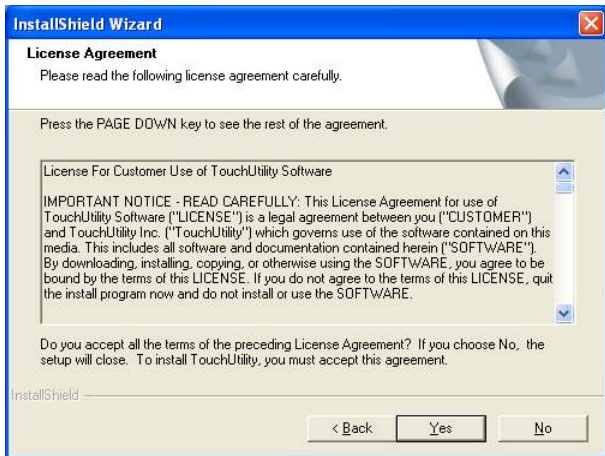 InstallShield Wizard
License Agreement
Please read the following license agreement carefully.
Press the PAGE DOWN key to see the rest of the agreement.
License For Customer Use of TouchUtility Software
IMPORTANT NOTICE - READ CAREFULLY: This License Agreement for use of
TouchUtility Software ("LICENSE") is a legal agreement between you ("CUSTOMER")
and TouchUtility Inc. ("TouchUtility") which governs use of the software contained on this
media. This includes all software and documentation contained herein ("SOFTWARE").
By downloading, installing, copying, or otherwise using the SOFTWARE, you agree to be
bound by the terms of this LICENSE. If you do not agree to the terms of this LICENSE, quit
the install program now and do not install or use the SOFTWARE.
Do you accept all the terms of the preceding License Agreement? If you choose No, the
setup will close. To install TouchUtility, you must accept this agreement.
InstallShield
< Back Yes No